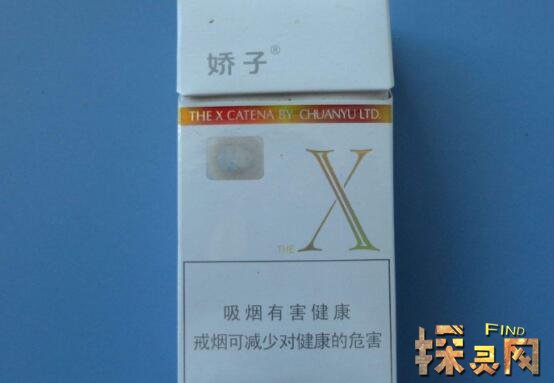 娇子®
THE X CATENA BY CHUANYU LTD.
THE X
吸烟有害健康
戒烟可减少对健康的危害
FIND
探灵网